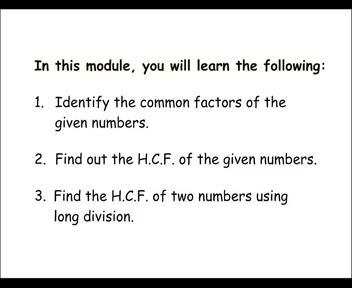 In this module, you will learn the following:
1. Identify the common factors of the
given numbers.
2. Find out the H.C.F. of the given numbers.
3. Find the H.C.F. of two numbers using
long division.